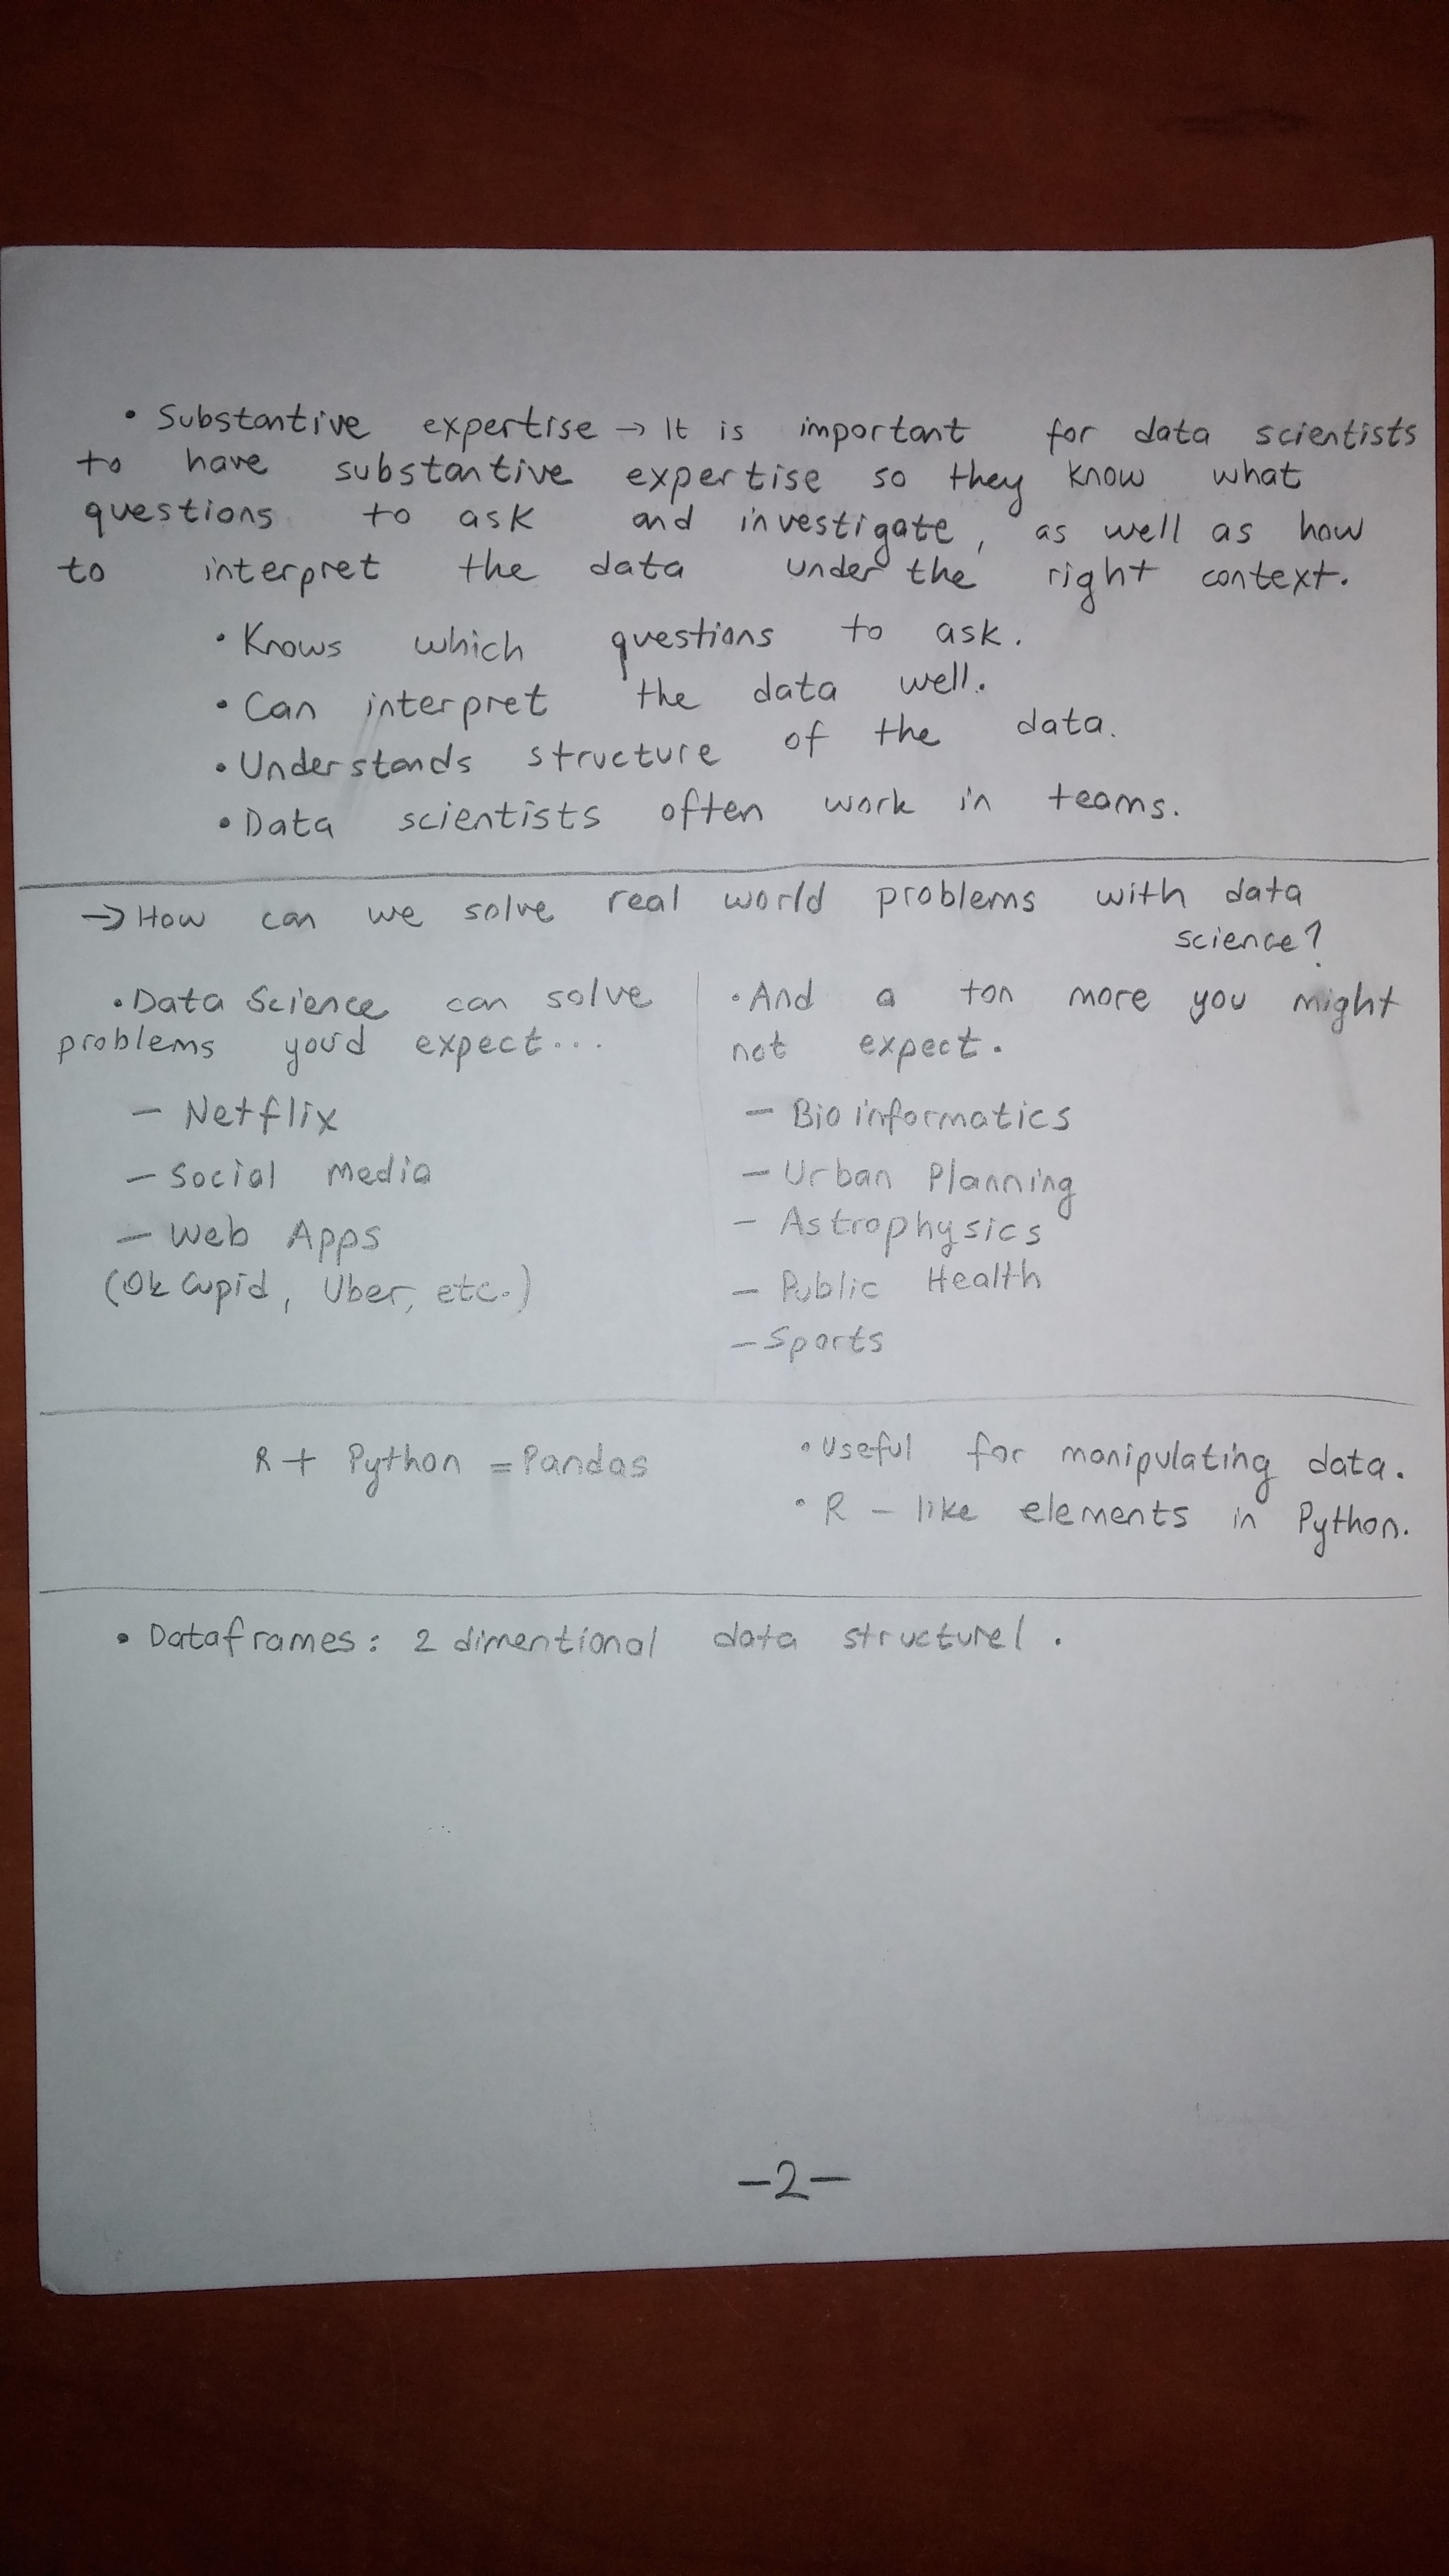 • Substantive expertise → It is important for data scientists
to have substantive expertise so they know what
questions to ask and investigate, as well as how
to interpret the data under the right context.
• Knows which questions to ask.
• Can interpret the data well.
• Understands structure of the data.
• Data scientists often work in teams.
→ How can we solve real world problems with data
science?
• Data Science can solve
problems you'd expect...
— Netflix
— Social Media
— Web Apps
(Ok Cupid, Uber, etc.)
• And a ton more you might
not expect.
— Bio informatics
— Urban Planning
— Astrophysics
— Public Health
— Sports
R + Python = Pandas
• Useful for manipulating data.
• R - like elements in Python.
• Dataframes: 2 dimentional data structurel.
-2-